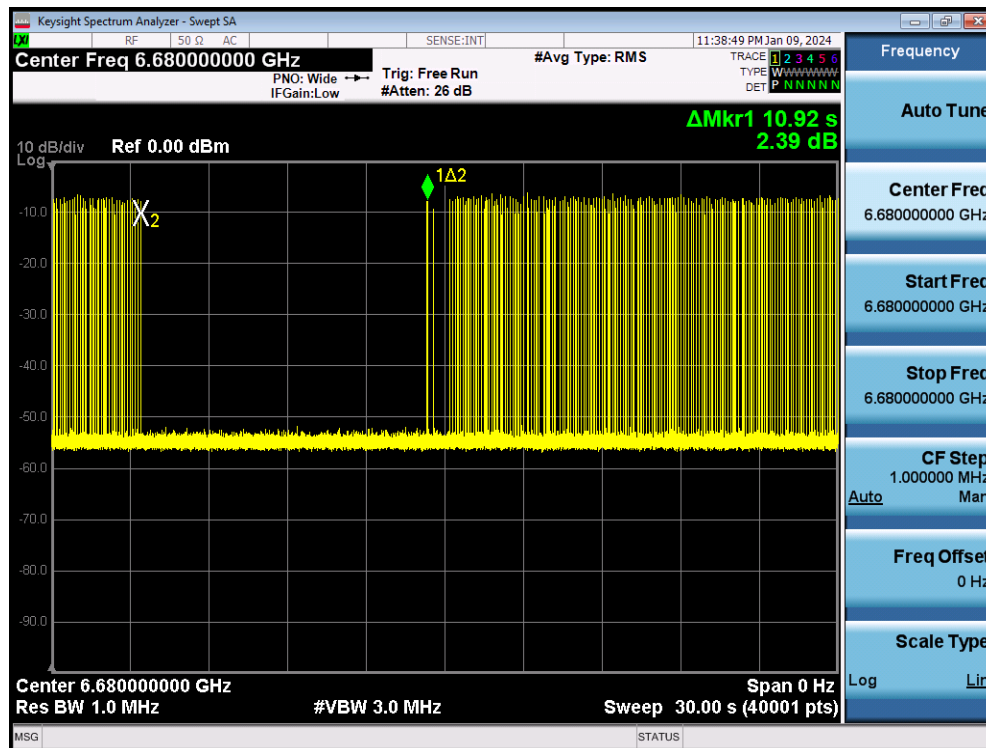 Keysight Spectrum Analyzer - Swept SA
LXI RF 50 Ω AC SENSE:INT 11:38:49 PM Jan 09, 2024
Center Freq 6.680000000 GHz
PNO: Wide
IFGain:Low
Trig: Free Run
#Atten: 26 dB
#Avg Type: RMS
TRACE 1 2 3 4 5 6
TYPE WWWWWW
DET P N N N N N
ΔMkr1 10.92 s
2.39 dB
10 dB/div
Log
Ref 0.00 dBm
1Δ2
2
-10.0
-20.0
-30.0
-40.0
-50.0
-60.0
-70.0
-80.0
-90.0
Center 6.680000000 GHz
Span 0 Hz
Res BW 1.0 MHz
#VBW 3.0 MHz
Sweep 30.00 s (40001 pts)
MSG
STATUS
Frequency
Auto Tune
Center Freq
6.680000000 GHz
Start Freq
6.680000000 GHz
Stop Freq
6.680000000 GHz
CF Step
1.000000 MHz
Auto Man
Freq Offset
0 Hz
Scale Type
Log Lin